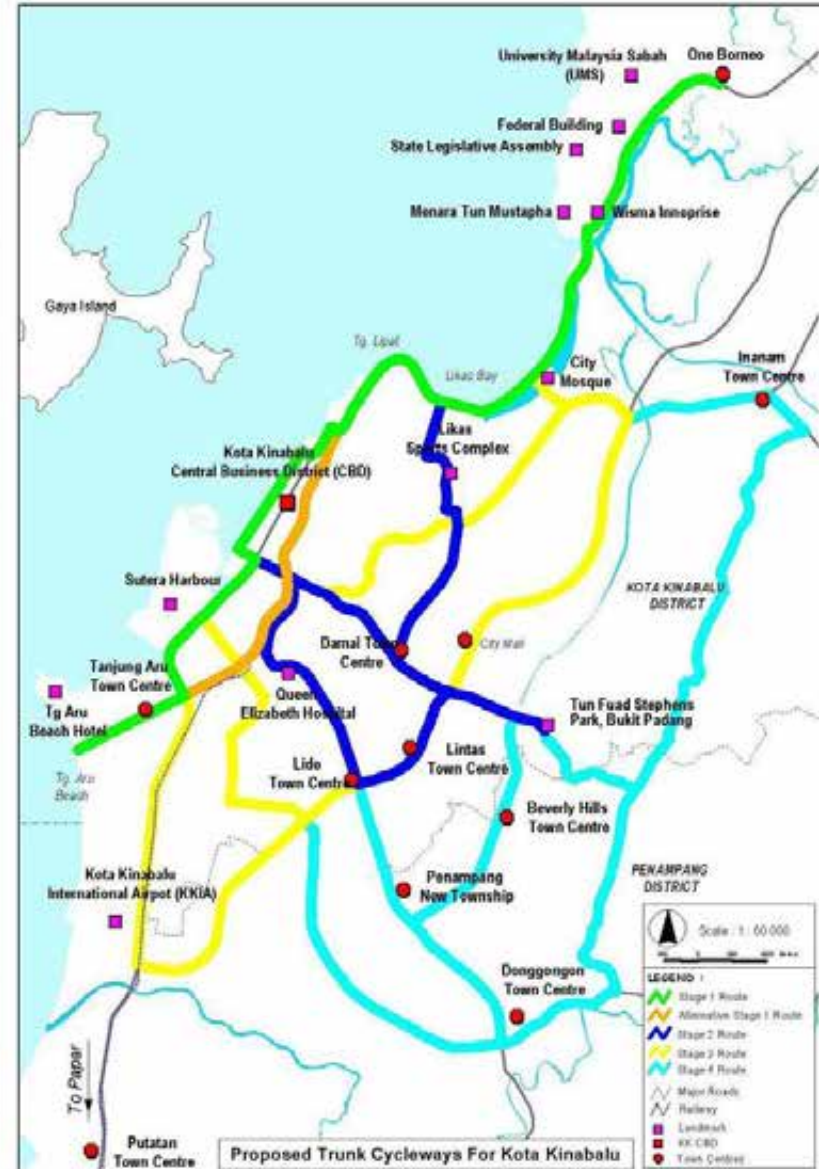 University Malaysia Sabah
(UMS)
One Borneo
Federal Building
State Legislative Assembly
Menara Tun Mustapha
Wisma Innoprise
Gaya Island
Tg. Lipat
Likas Bay
City
Mosque
Inanam
Town Centre
Likas
Sports Complex
Kota Kinabalu
Central Business District (CBD)
Sutera Harbour
KOTA KINABALU
DISTRICT
Damai Town
Centre
City Mall
Tanjung Aru
Town Centre
Queen
Elizabeth Hospital
Tun Fuad Stephens
Park, Bukit Padang
Tg Aru
Beach Hotel
Lintas
Town Centre
Lido
Town Centre
Tg. Aru
Beach
Beverly Hills
Town Centre
Kota Kinabalu
International Airpot (KKIA)
Penampang
New Township
PENAMPANG
DISTRICT
Scale : 1 : 60 000
Donggongon
Town Centre
LEGEND :
Stage 1 Route
Alternative Stage 1 Route
Stage 2 Route
Stage 3 Route
Stage 4 Route
Major Roads
Railway
Landmark
KK CBD
Town Centres
To Papar
Putatan
Town Centre
Proposed Trunk Cycleways For Kota Kinabalu